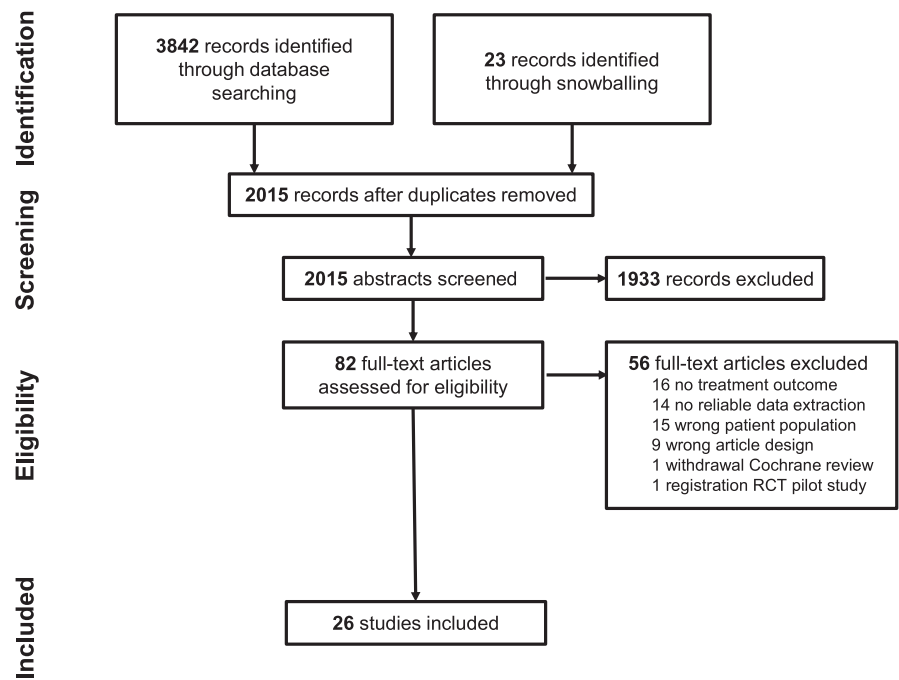 Identification
3842 records identified
through database
searching
23 records identified
through snowballing
Screening
2015 records after duplicates removed
2015 abstracts screened
1933 records excluded
Eligibility
82 full-text articles
assessed for eligibility
56 full-text articles excluded
16 no treatment outcome
14 no reliable data extraction
15 wrong patient population
9 wrong article design
1 withdrawal Cochrane review
1 registration RCT pilot study
Included
26 studies included